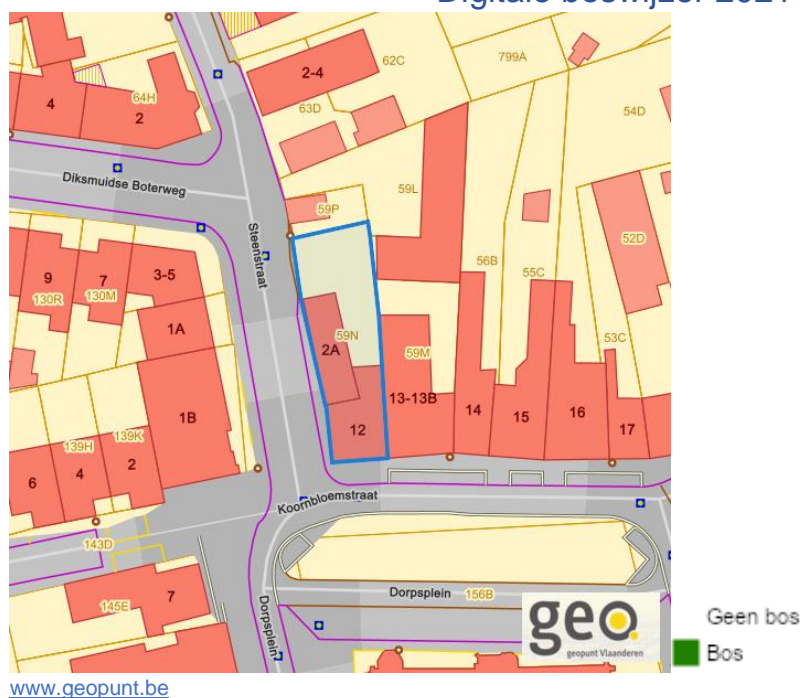 2-4
62C
799A
4
64H
2
63D
54D
Diksmuidse Boterweg
59P
59L
Steenstraat
52D
9
7
3-5
130R
130M
56B
55C
1A
59N
2A
59M
53C
1B
13-13B
14
15
16
17
12
139H
139K
6
4
2
Koornbloemstraat
143D
145E
7
Dorpsplein
Dorpsplein
156B
geo
geopunt Vlaanderen
Geen bos
Bos
www.geopunt.be